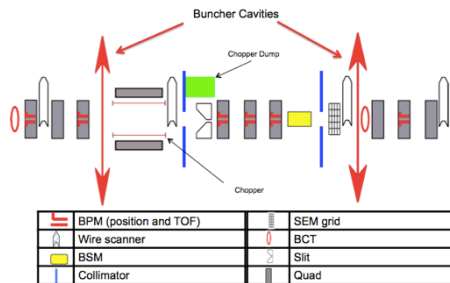 Buncher Cavities
Chopper Dump
Chopper
BPM (position and TOF)
SEM grid
Wire scanner
BCT
BSM
Slit
Collimator
Quad